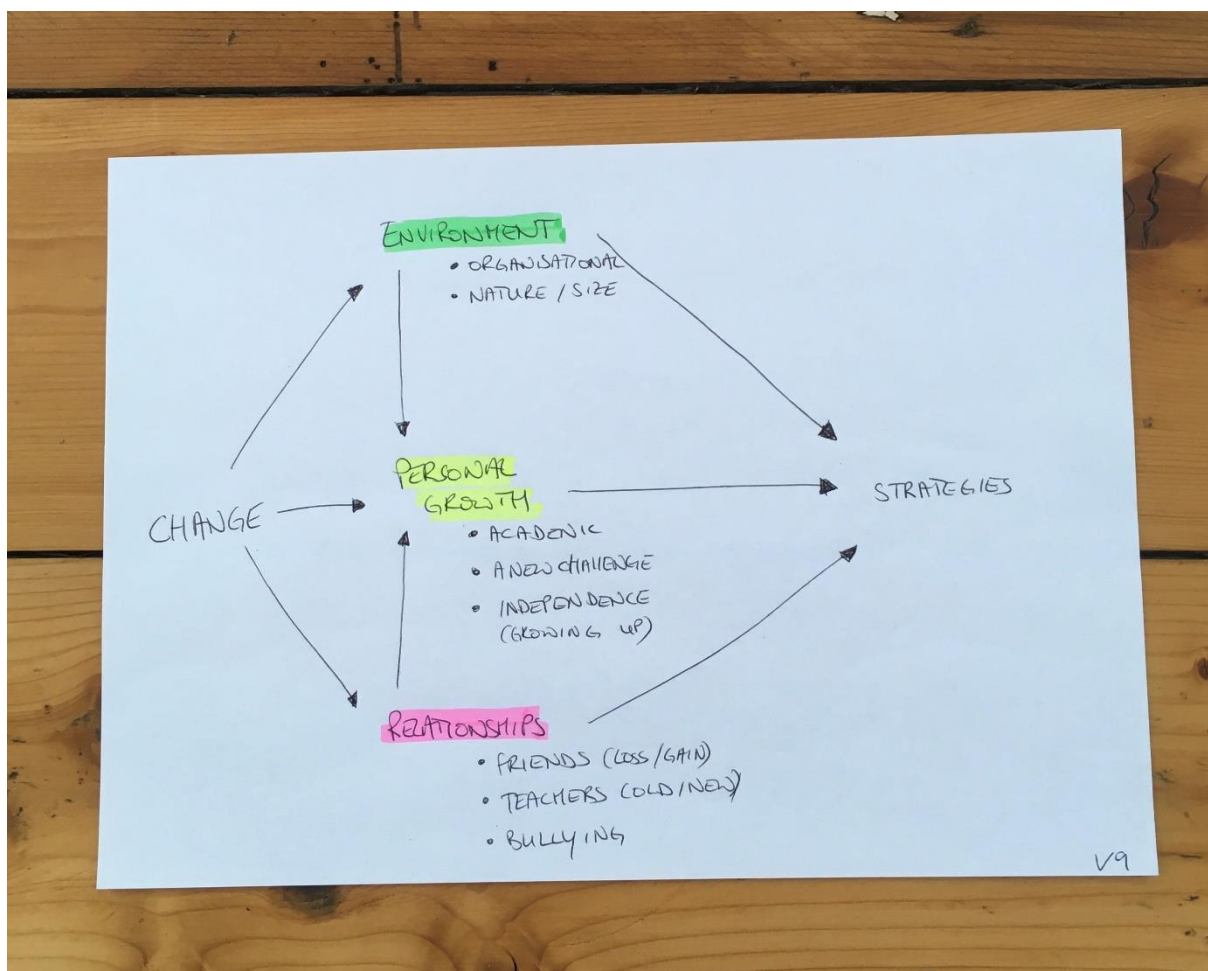 ENVIRONMENT
• ORGANISATIONAL
• NATURE / SIZE
PERSONAL
GROWTH
• ACADEMIC
• A NEW CHALLENGE
• INDEPENDENCE
(GROWING UP)
CHANGE
STRATEGIES
RELATIONSHIPS
• FRIENDS (LOSS/GAIN)
• TEACHERS (OLD/NEW)
• BULLYING
V9